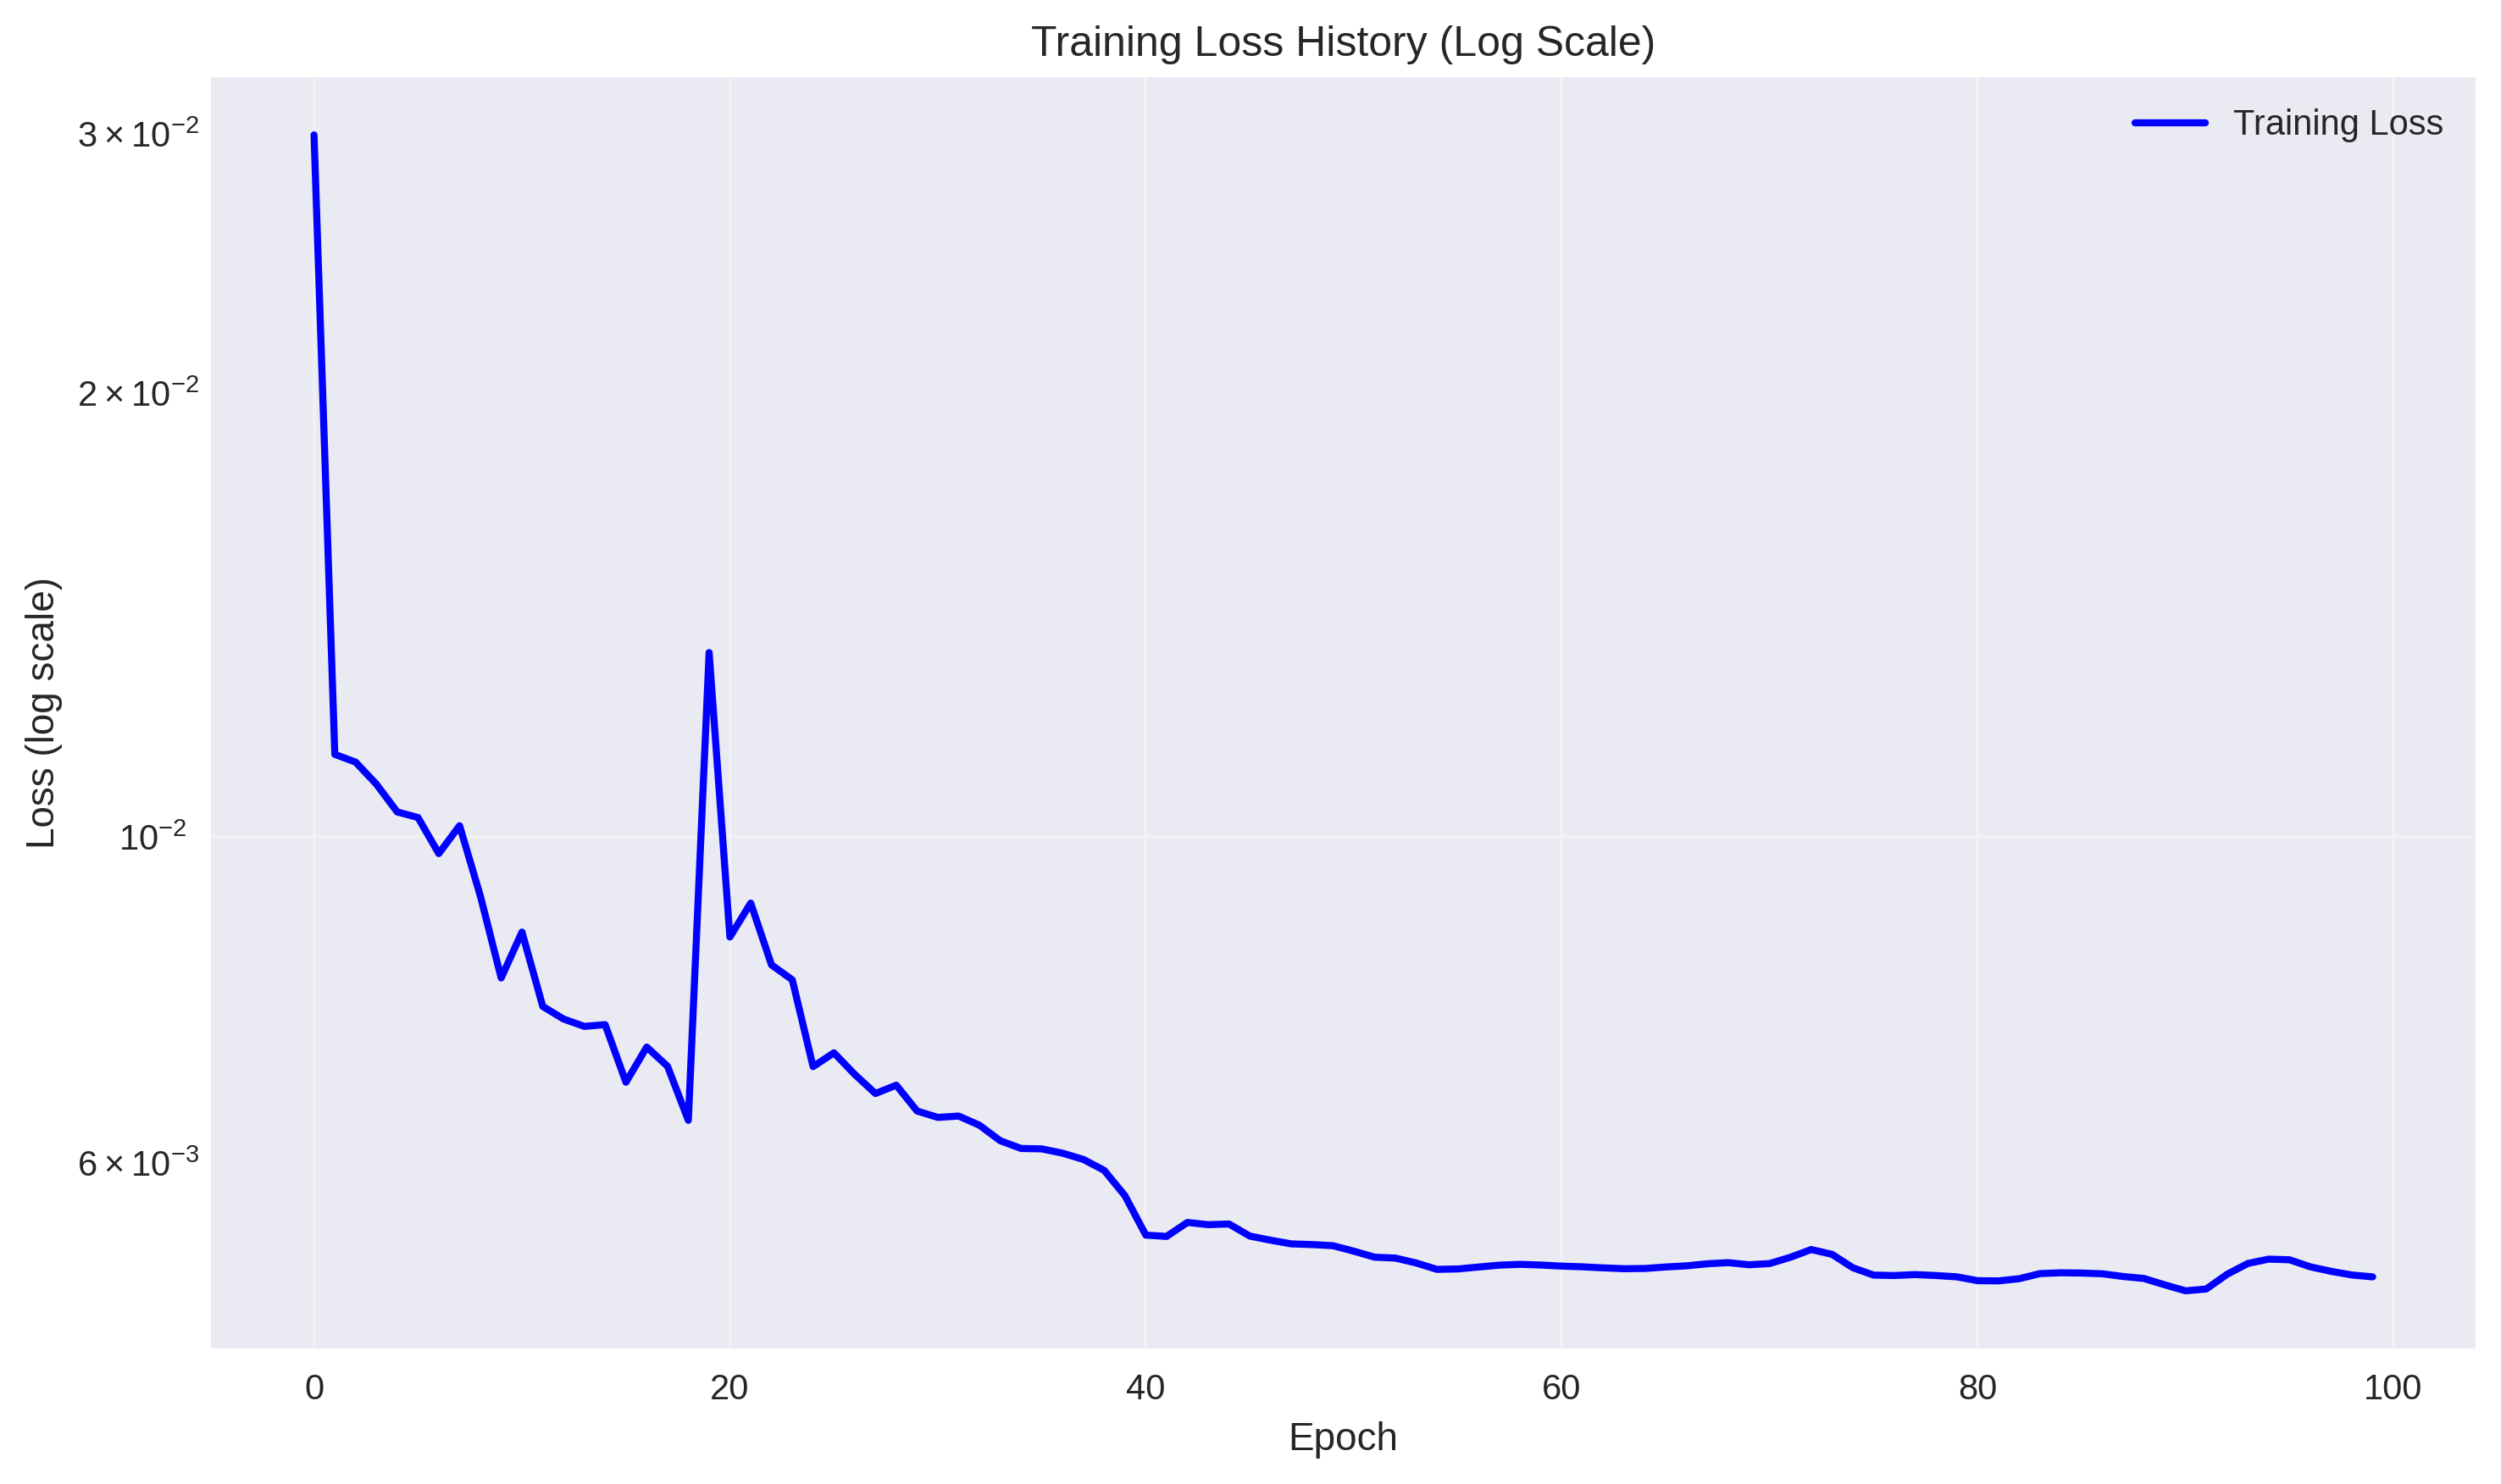 Training Loss History (Log Scale)
Training Loss
3 × 10⁻²
2 × 10⁻²
10⁻²
6 × 10⁻³
Loss (log scale)
0 20 40 60 80 100
Epoch